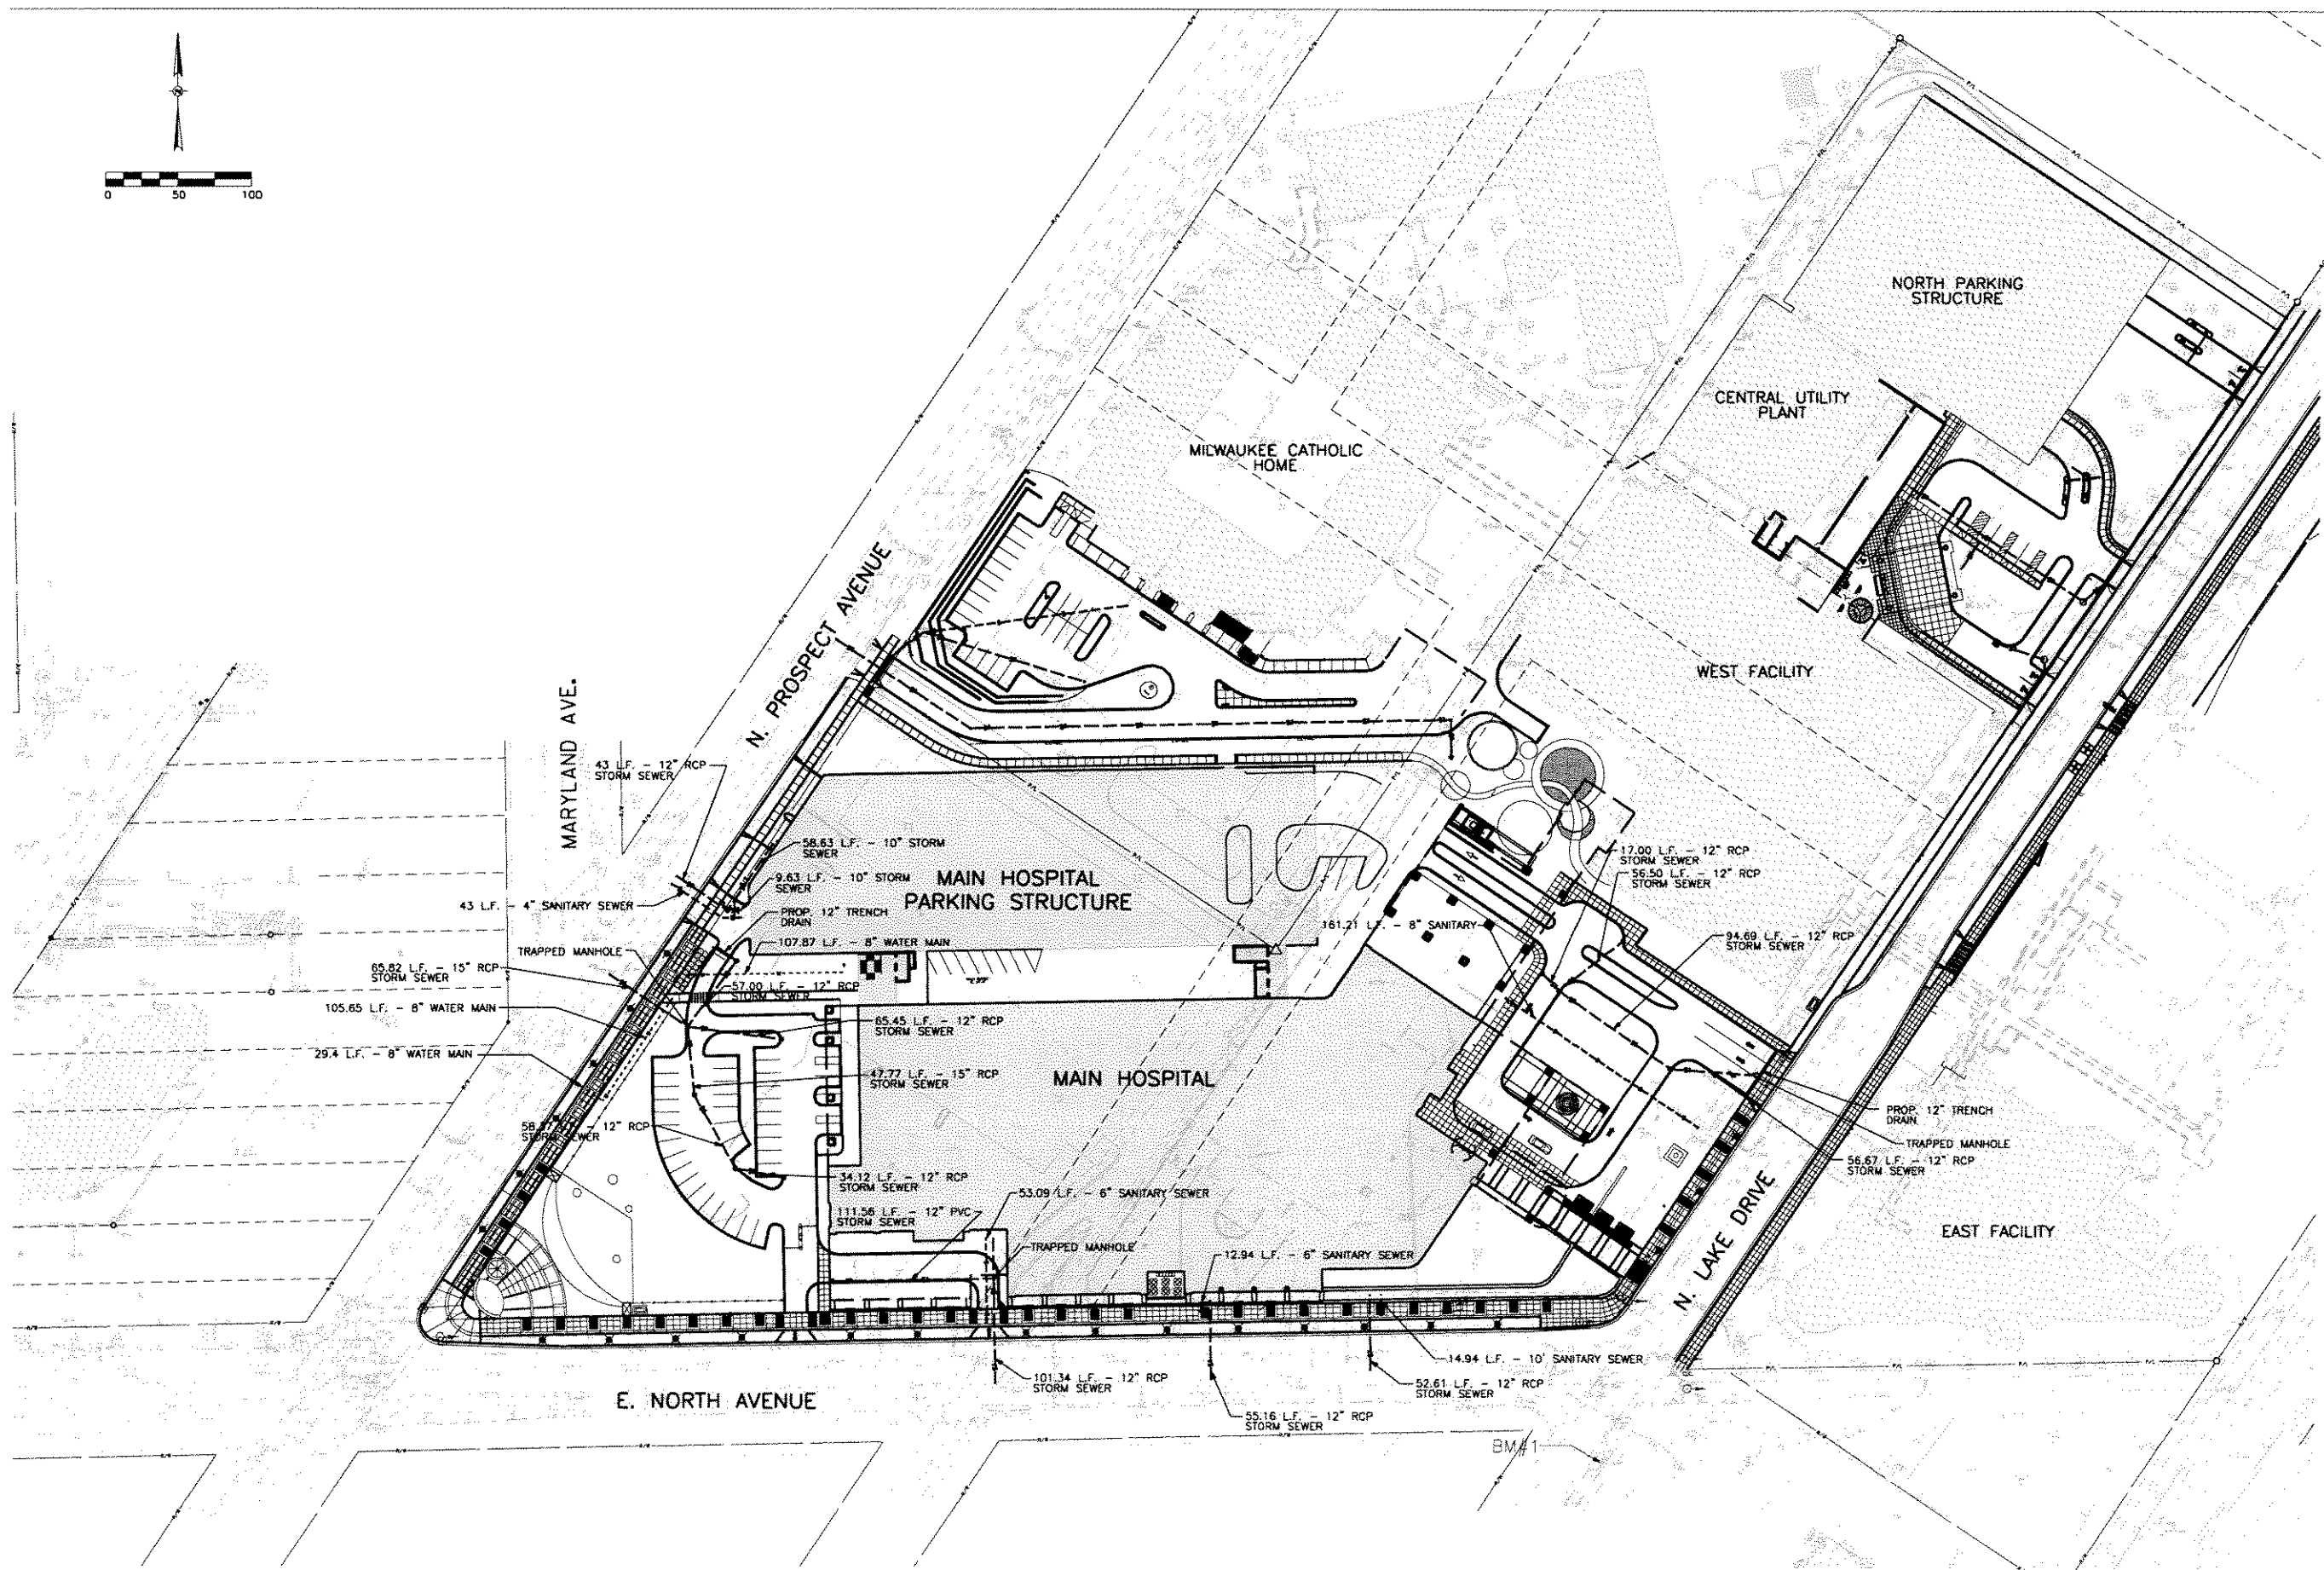 0 50 100
NORTH PARKING
STRUCTURE
CENTRAL UTILITY
PLANT
MILWAUKEE CATHOLIC
HOME
N. PROSPECT AVENUE
WEST FACILITY
MARYLAND AVE.
43 L.F. - 12" RCP
STORM SEWER
58.63 L.F. - 10" STORM
SEWER
9.63 L.F. - 10" STORM
SEWER
MAIN HOSPITAL
PARKING STRUCTURE
17.00 L.F. - 12" RCP
STORM SEWER
56.50 L.F. - 12" RCP
STORM SEWER
43 L.F. - 4" SANITARY SEWER
PROP. 12" TRENCH
DRAIN
161.21 L.F. - 8" SANITARY
94.69 L.F. - 12" RCP
STORM SEWER
107.87 L.F. - 8" WATER MAIN
TRAPPED MANHOLE
65.82 L.F. - 15" RCP
STORM SEWER
57.00 L.F. - 12" RCP
STORM SEWER
105.65 L.F. - 8" WATER MAIN
65.45 L.F. - 12" RCP
STORM SEWER
29.4 L.F. - 8" WATER MAIN
47.77 L.F. - 15" RCP
STORM SEWER
MAIN HOSPITAL
PROP. 12" TRENCH
DRAIN
L.F. - 12" RCP
STORM SEWER
TRAPPED MANHOLE
56.67 L.F. - 12" RCP
STORM SEWER
34.12 L.F. - 12" RCP
STORM SEWER
53.09 L.F. - 6" SANITARY SEWER
111.56 L.F. - 12" PVC
STORM SEWER
N. LAKE DRIVE
EAST FACILITY
TRAPPED MANHOLE
12.94 L.F. - 6" SANITARY SEWER
14.94 L.F. - 10' SANITARY SEWER
101.34 L.F. - 12" RCP
STORM SEWER
52.61 L.F. - 12" RCP
STORM SEWER
E. NORTH AVENUE
55.16 L.F. - 12" RCP
STORM SEWER
BM#1